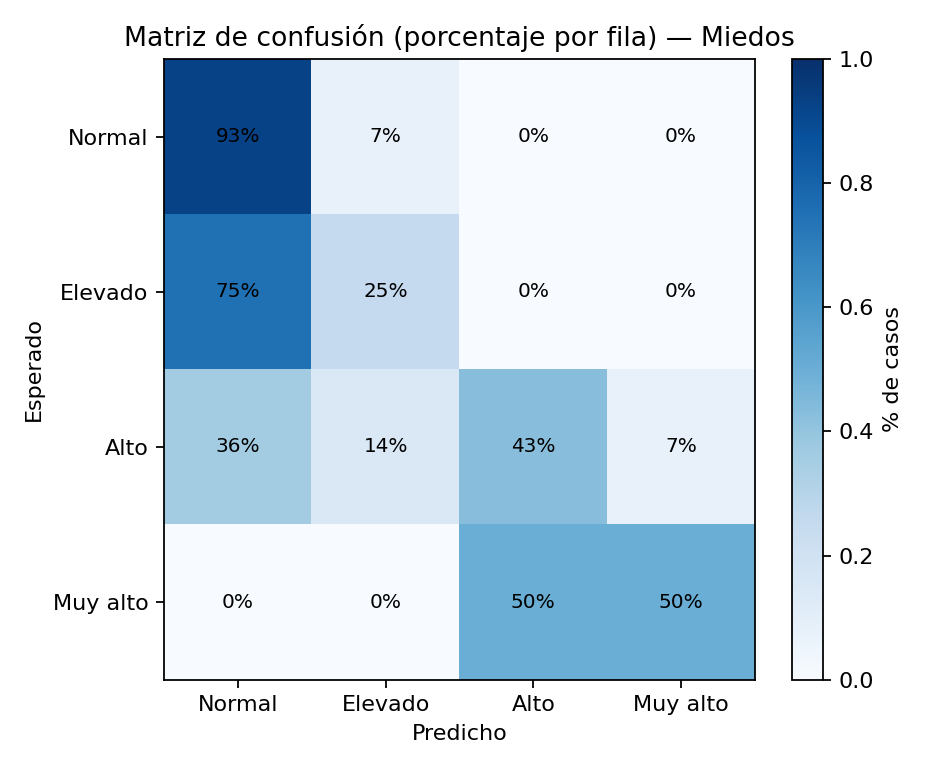 Matriz de confusión (porcentaje por fila) — Miedos
Normal
93%
7%
0%
0%
Elevado
75%
25%
0%
0%
Alto
36%
14%
43%
7%
Muy alto
0%
0%
50%
50%
Normal
Elevado
Alto
Muy alto
Predicho
Esperado
1.0
0.8
0.6
0.4
0.2
0.0
% de casos